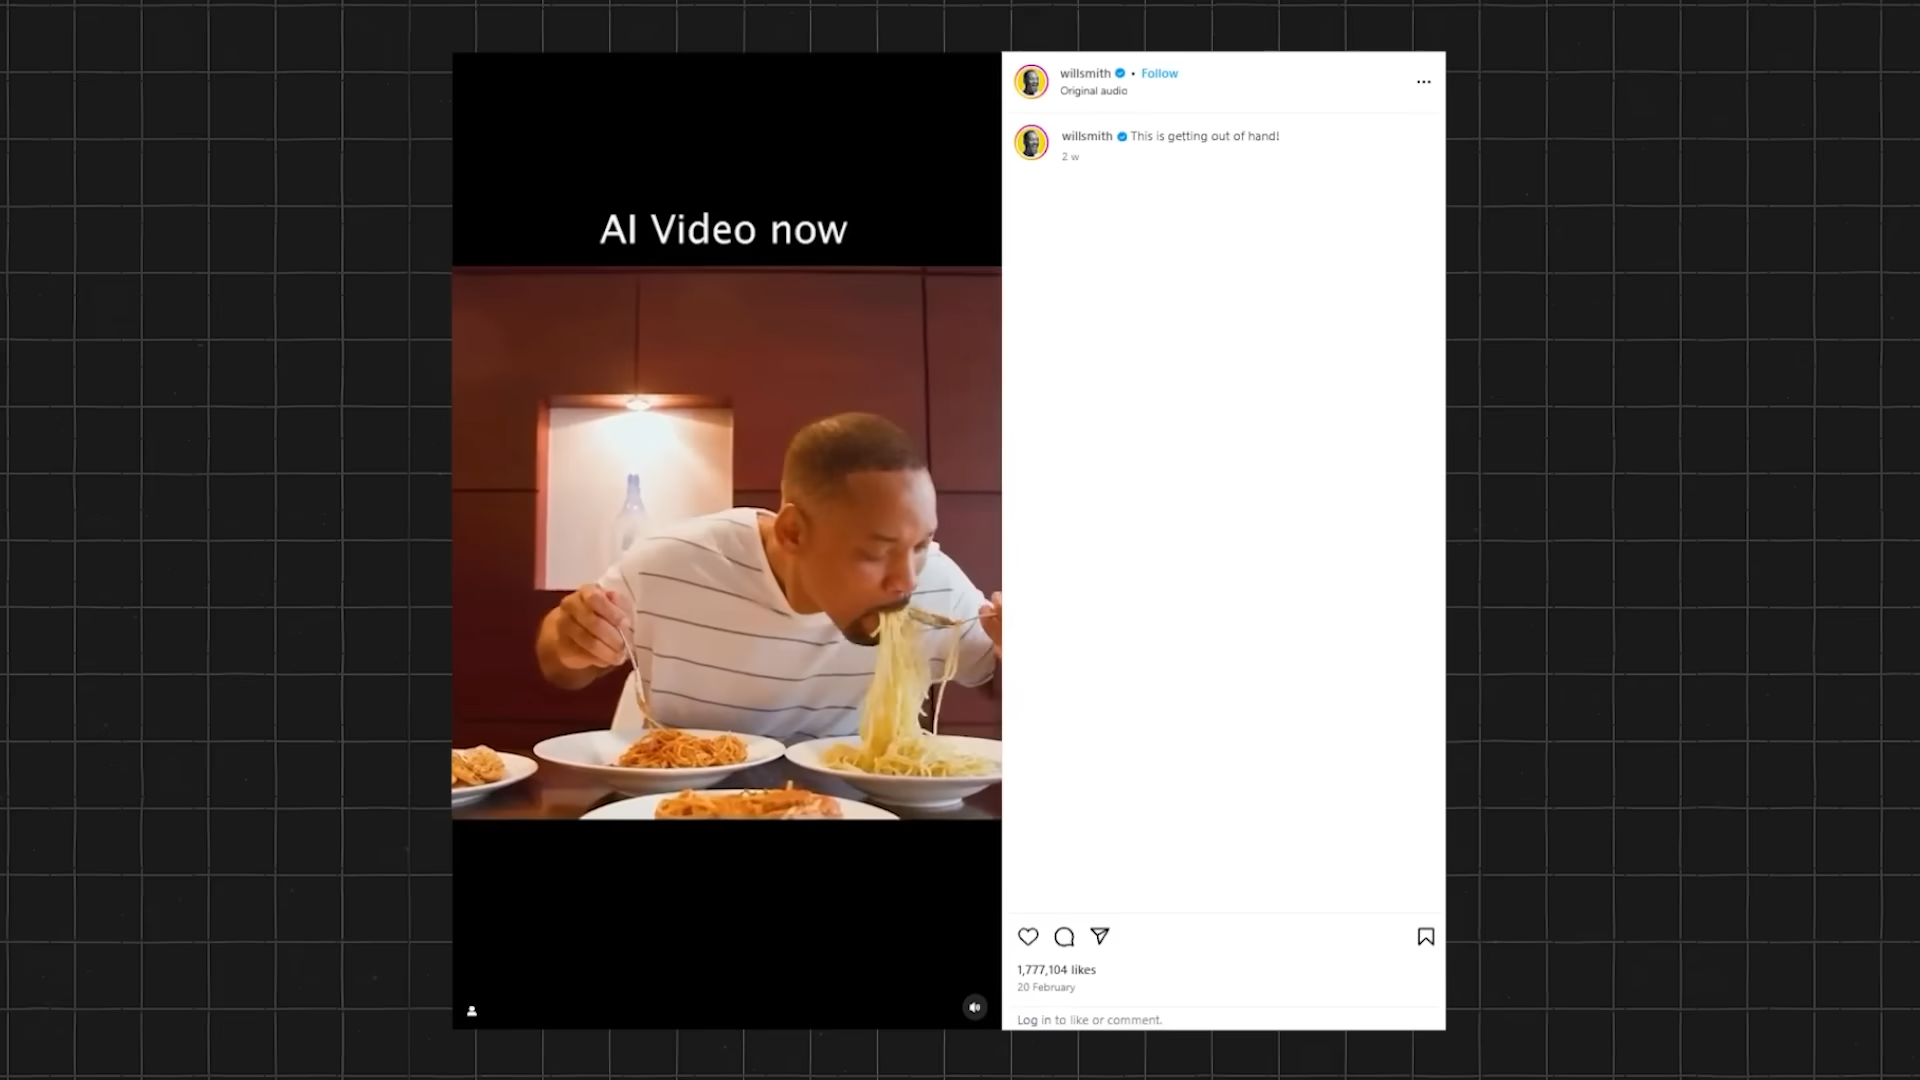 AI Video now
willsmith • Follow
Original audio
willsmith This is getting out of hand!
2 w
1,777,104 likes
20 February
Log in to like or comment.